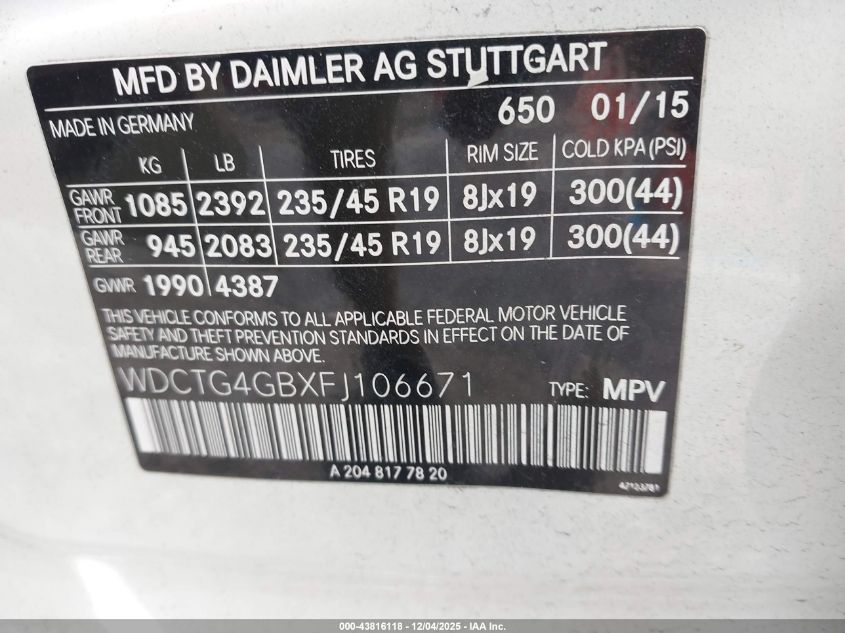 MFD BY DAIMLER AG STUTTGART
650 01/15
MADE IN GERMANY
KG LB TIRES RIM SIZE COLD KPA (PSI)
GAWR FRONT 1085 2392 235/45 R19 8Jx19 300(44)
GAWR REAR 945 2083 235/45 R19 8Jx19 300(44)
GVWR 1990 4387
THIS VEHICLE CONFORMS TO ALL APPLICABLE FEDERAL MOTOR VEHICLE
SAFETY AND THEFT PREVENTION STANDARDS IN EFFECT ON THE DATE OF
MANUFACTURE SHOWN ABOVE.
WDCTG4GBXFJ106671 TYPE: MPV
A 204 817 78 20
47123781
000-43816118 - 12/04/2025 - IAA Inc.